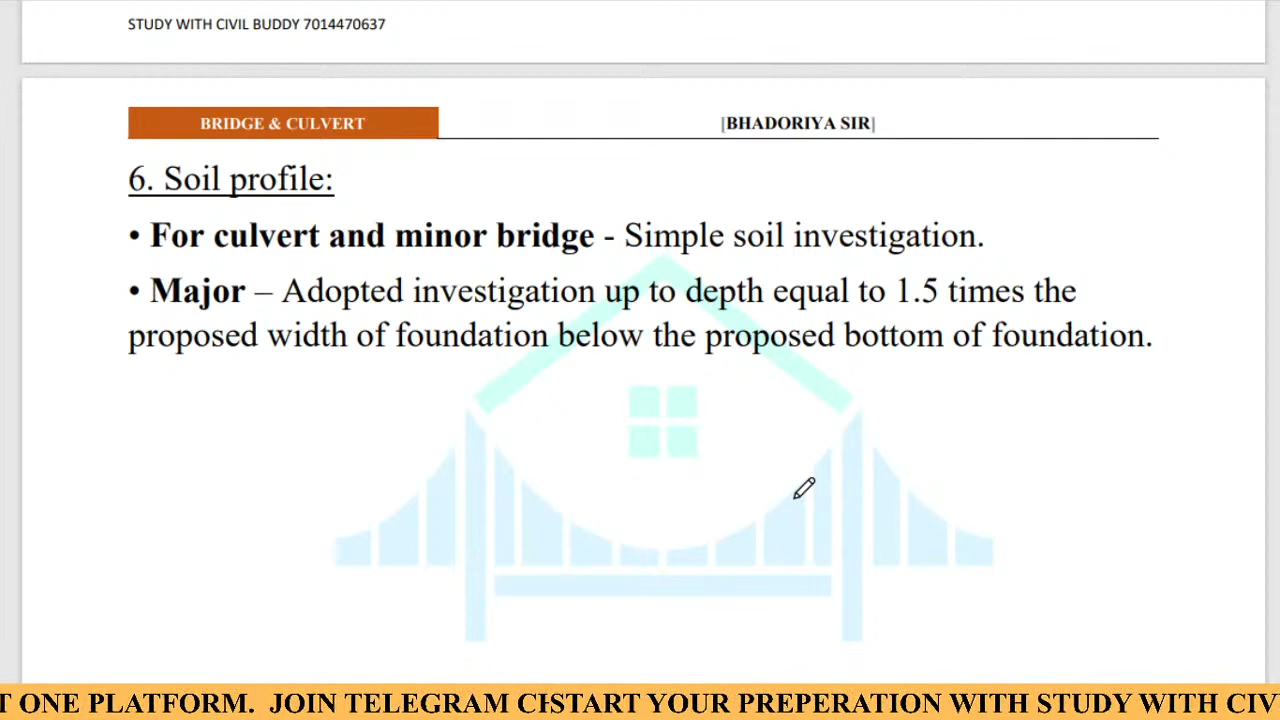 STUDY WITH CIVIL BUDDY 7014470637
BRIDGE & CULVERT
|BHADORIYA SIR|
6. Soil profile:
• For culvert and minor bridge - Simple soil investigation.
• Major – Adopted investigation up to depth equal to 1.5 times the
proposed width of foundation below the proposed bottom of foundation.
T ONE PLATFORM. JOIN TELEGRAM CH START YOUR PREPERATION WITH STUDY WITH CIV